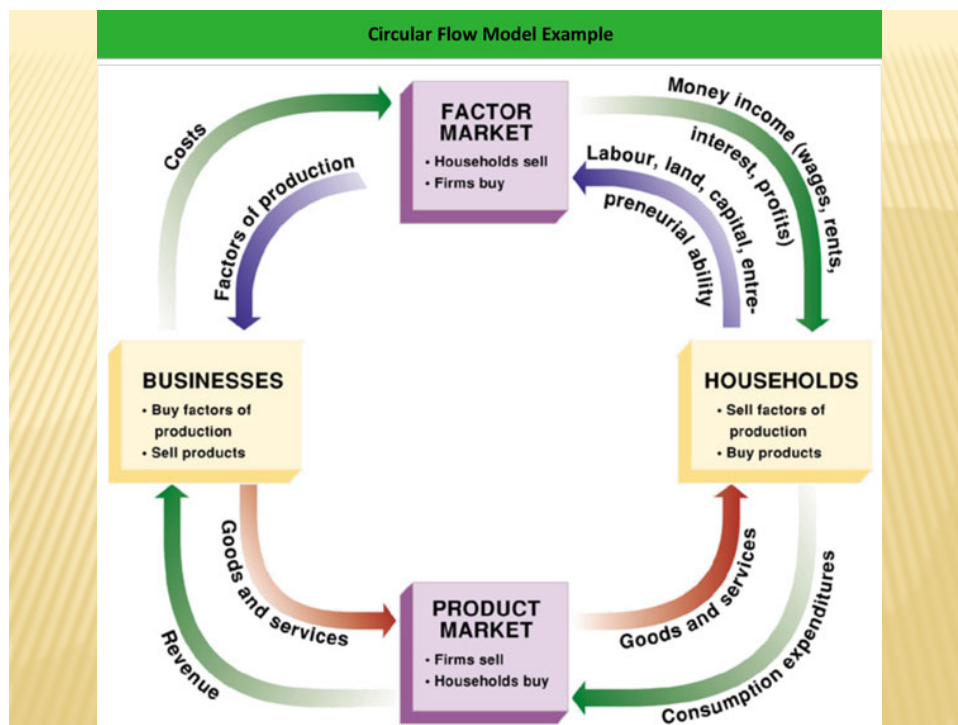 Circular Flow Model Example
FACTOR
MARKET
• Households sell
• Firms buy
Costs
Factors of production
Money income (wages, rents,
interest, profits)
Labour, land, capital, entre-
preneurial ability
BUSINESSES
• Buy factors of
production
• Sell products
HOUSEHOLDS
• Sell factors of
production
• Buy products
Goods and services
Revenue
PRODUCT
MARKET
• Firms sell
• Households buy
Goods and services
Consumption expenditures